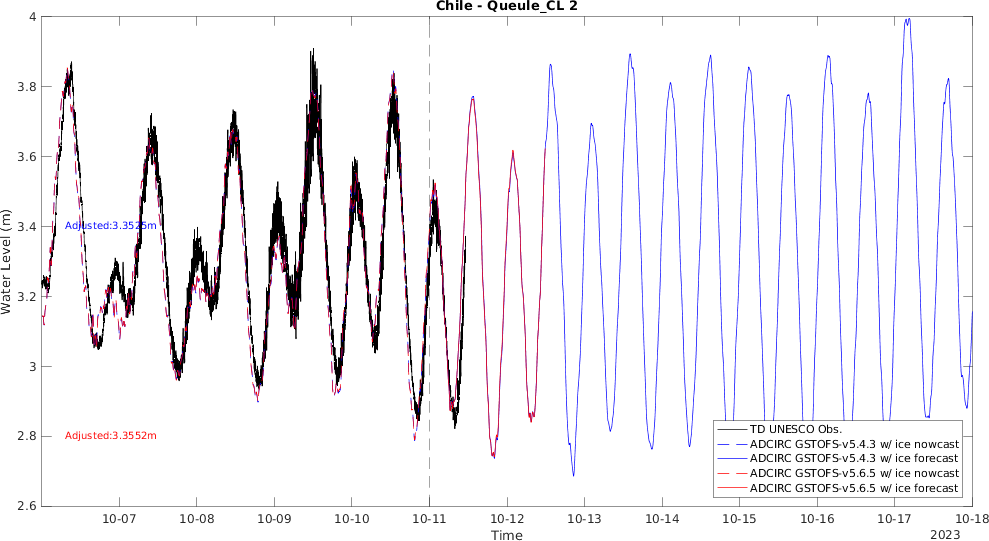 Chile - Queule_CL 2
4
3.8
3.6
3.4
3.2
3
2.8
2.6
Water Level (m)
Adjusted:3.3525m
Adjusted:3.3552m
TD UNESCO Obs.
ADCIRC GSTOFS-v5.4.3 w/ ice nowcast
ADCIRC GSTOFS-v5.4.3 w/ ice forecast
ADCIRC GSTOFS-v5.6.5 w/ ice nowcast
ADCIRC GSTOFS-v5.6.5 w/ ice forecast
10-07 10-08 10-09 10-10 10-11 10-12 10-13 10-14 10-15 10-16 10-17 10-18
Time
2023